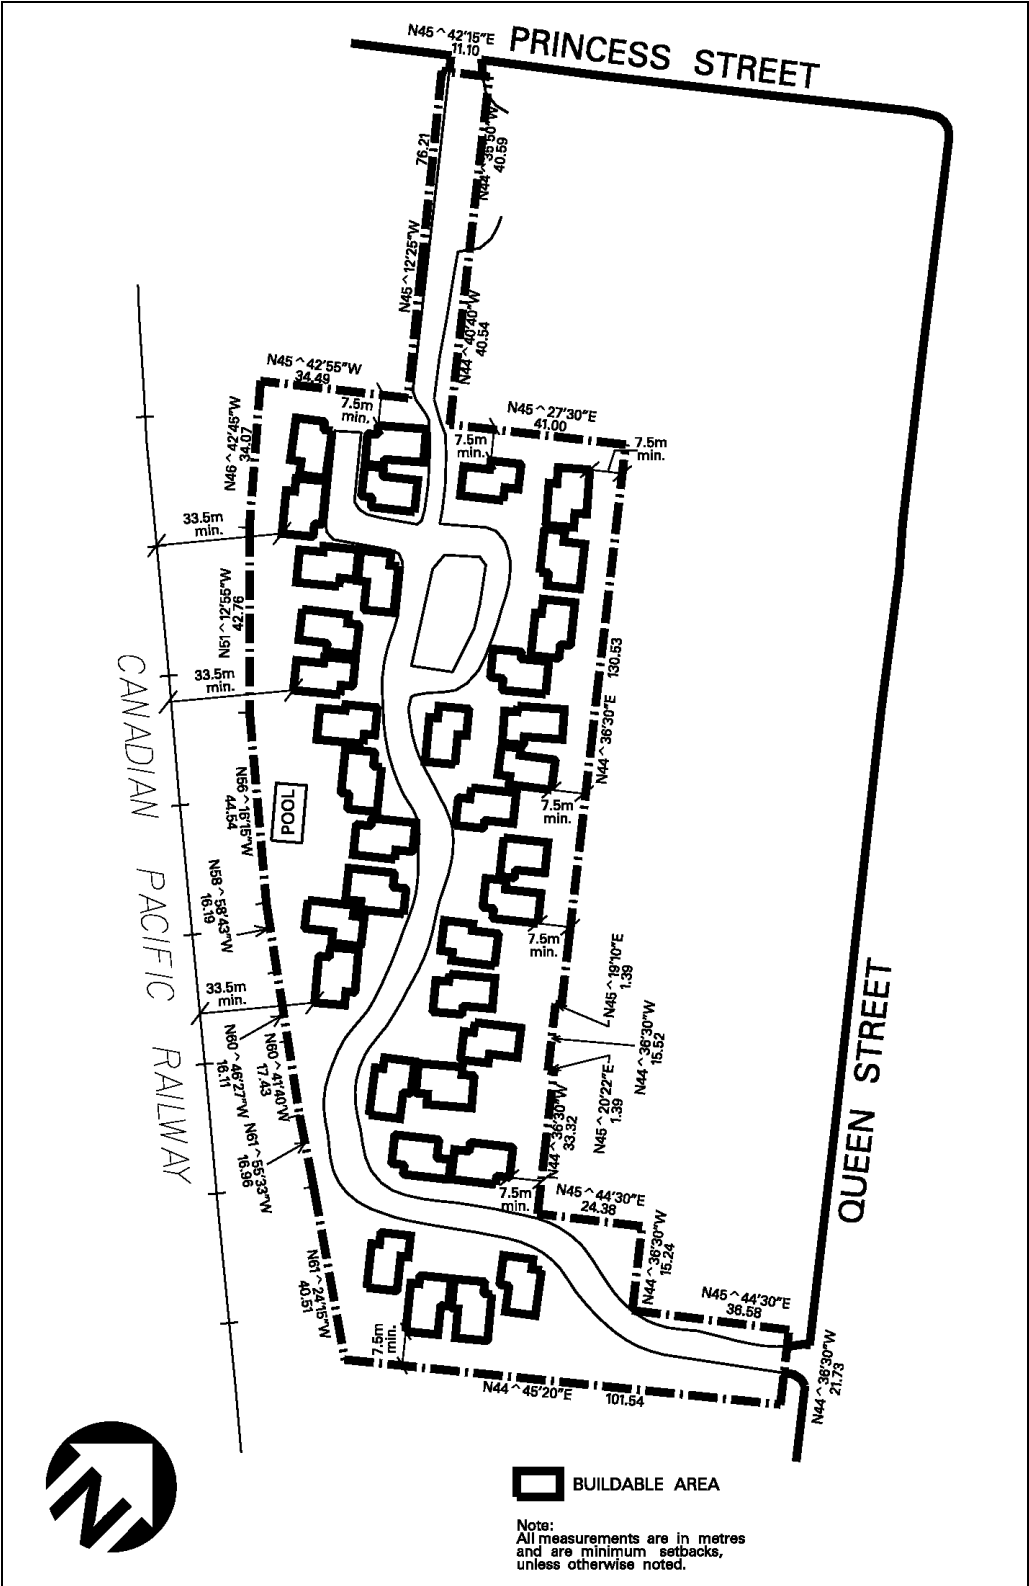 N45^42'15"E
11.10
PRINCESS STREET
76.21
N44^35'50"W
40.59
N45^12'25"W
N44^40'40"W
40.54
N45^42'55"W
34.49
7.5m
min.
N45^27'30"E
41.00
7.5m
min.
7.5m
min.
N46^42'45"W
34.07
33.5m
min.
N51^12'55"W
42.76
33.5m
min.
130.53
N44^36'30"E
CANADIAN PACIFIC RAILWAY
N56^16'15"W
44.54
POOL
7.5m
min.
N58^58'43"W
16.19
7.5m
min.
33.5m
min.
N45^19'10"E
1.39
N44^36'30"W
15.52
N60^46'27"W
16.11
N60^41'40"W
17.43
N45^20'22"E
1.39
N44^36'30"W
33.32
N61^55'33"W
16.96
QUEEN STREET
7.5m
min.
N45^44'30"E
24.38
N44^36'30"W
15.24
N61^24'15"W
40.51
7.5m
min.
N45^44'30"E
36.58
N44^36'30"W
21.73
N44^45'20"E
101.54
N
BUILDABLE AREA
Note:
All measurements are in metres
and are minimum setbacks,
unless otherwise noted.